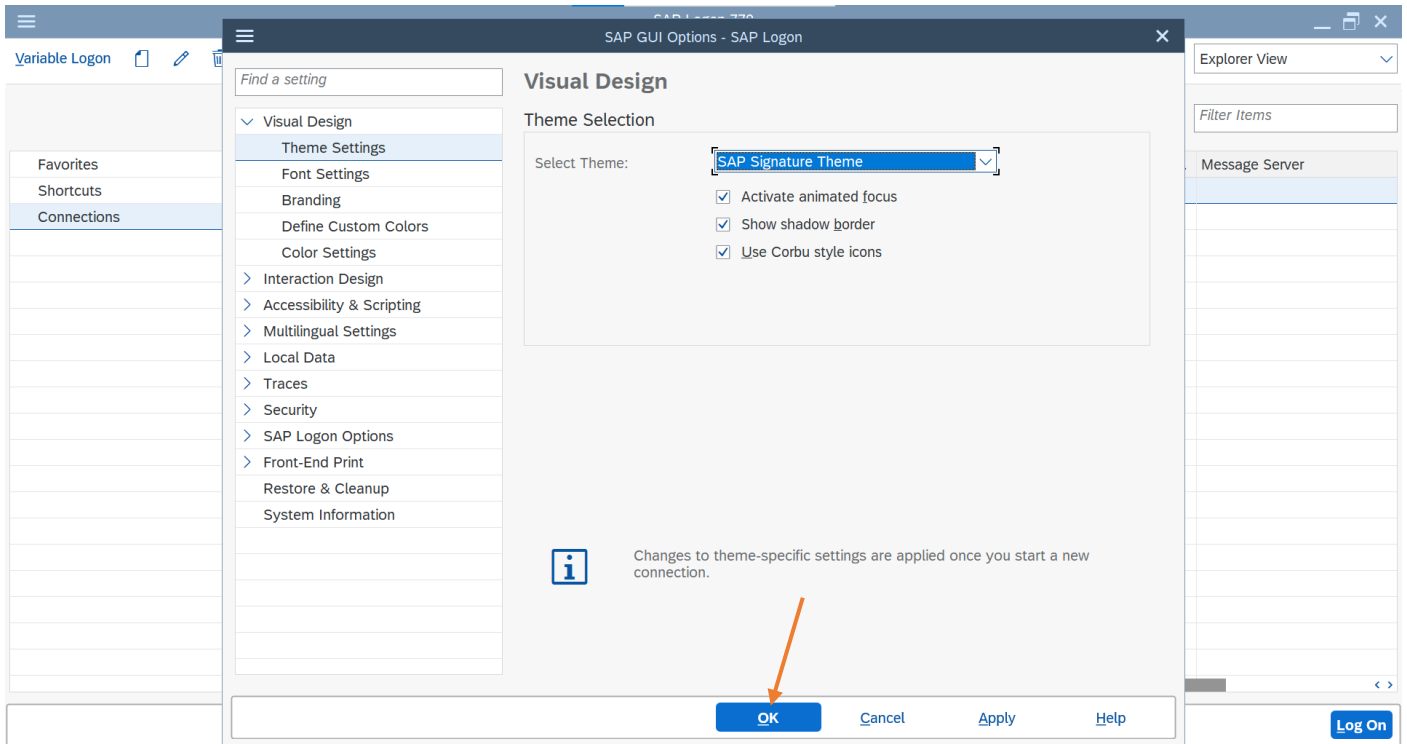 SAP Logon 770
SAP GUI Options - SAP Logon
Variable Logon
Explorer View
Find a setting
Filter Items
Favorites
Shortcuts
Connections
Message Server
Visual Design
Theme Settings
Font Settings
Branding
Define Custom Colors
Color Settings
Interaction Design
Accessibility & Scripting
Multilingual Settings
Local Data
Traces
Security
SAP Logon Options
Front-End Print
Restore & Cleanup
System Information
Visual Design
Theme Selection
Select Theme:
SAP Signature Theme
Activate animated focus
Show shadow border
Use Corbu style icons
Changes to theme-specific settings are applied once you start a new
connection.
OK
Cancel
Apply
Help
Log On